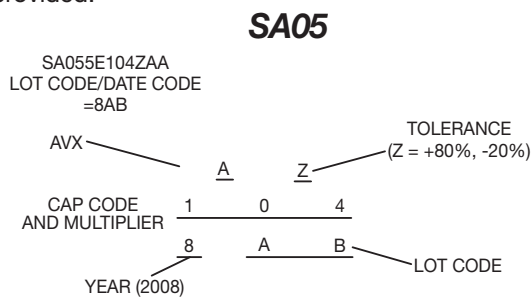 SA05
SA055E104ZAA
LOT CODE/DATE CODE
=8AB
AVX
TOLERANCE
(Z = +80%, -20%)
A Z
CAP CODE
AND MULTIPLIER
1 0 4
8 A B
LOT CODE
YEAR (2008)